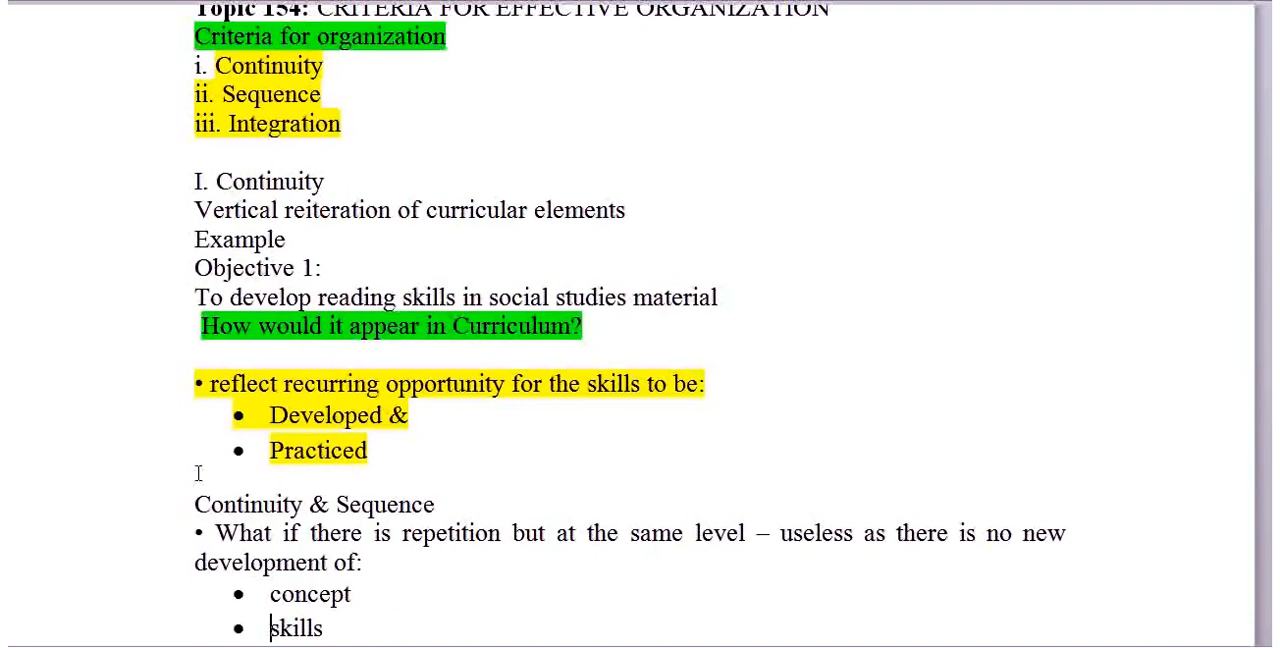 Topic 154: CRITERIA FOR EFFECTIVE ORGANIZATION
Criteria for organization
i. Continuity
ii. Sequence
iii. Integration
I. Continuity
Vertical reiteration of curricular elements
Example
Objective 1:
To develop reading skills in social studies material
How would it appear in Curriculum?
• reflect recurring opportunity for the skills to be:
• Developed &
• Practiced
Continuity & Sequence
• What if there is repetition but at the same level – useless as there is no new
development of:
• concept
• skills